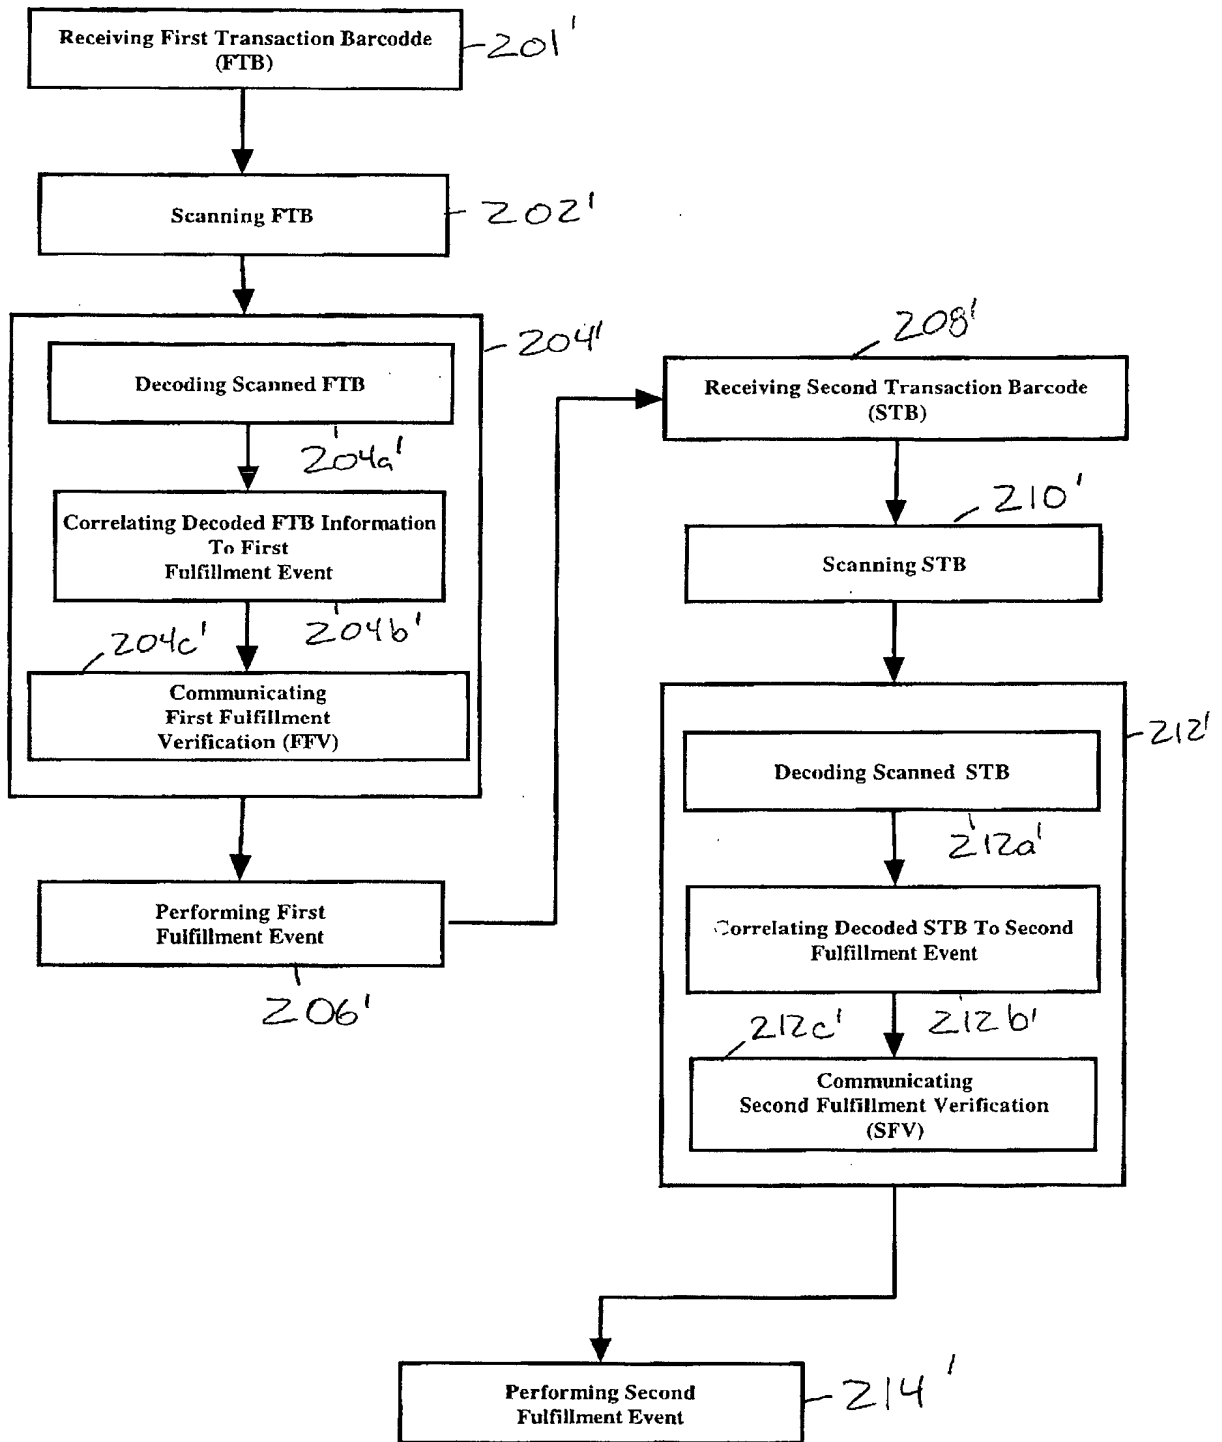 Receiving First Transaction Barcodde
(FTB)
201'
Scanning FTB
202'
204'
Decoding Scanned FTB
204a'
Correlating Decoded FTB Information
To First
Fulfillment Event
204b'
204c'
Communicating
First Fulfillment
Verification (FFV)
Performing First
Fulfillment Event
206'
208'
Receiving Second Transaction Barcode
(STB)
210'
Scanning STB
212'
Decoding Scanned STB
212a'
Correlating Decoded STB To Second
Fulfillment Event
212b'
212c'
Communicating
Second Fulfillment Verification
(SFV)
Performing Second
Fulfillment Event
214'